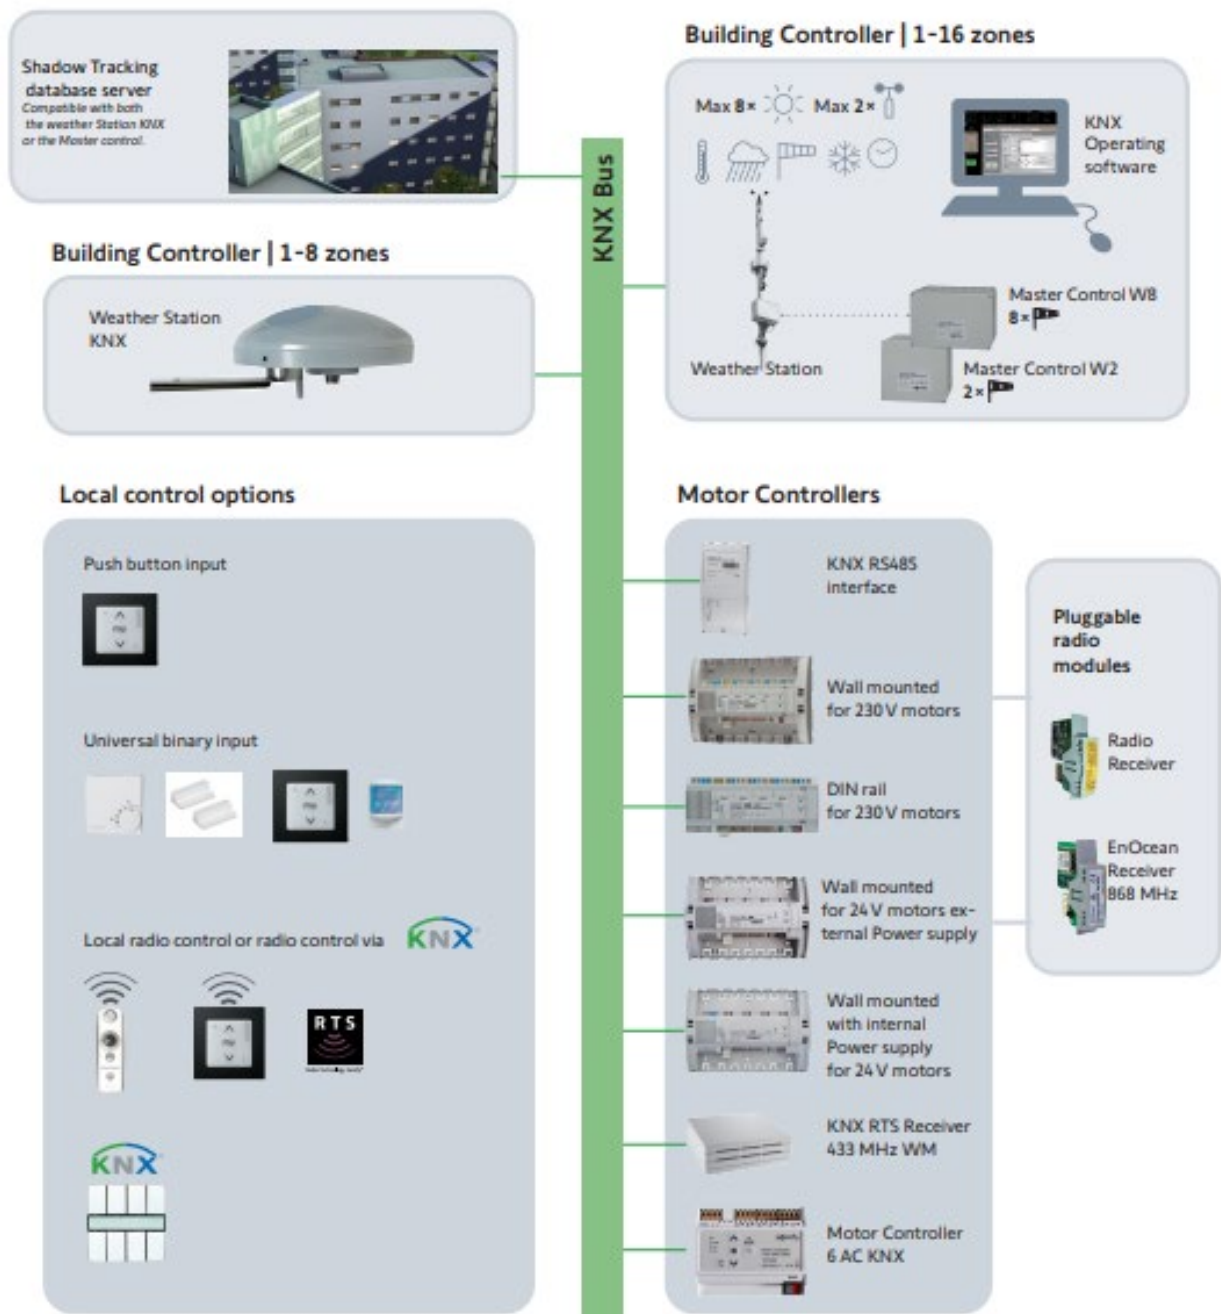 Shadow Tracking
database server
Compatible with both
the weather Station KNX
or the Master control.
Building Controller | 1-8 zones
Weather Station
KNX
KNX Bus
Building Controller | 1-16 zones
Max 8× Max 2×
KNX
Operating
software
Weather Station
Master Control W8
8×
Master Control W2
2×
Local control options
Push button input
my
Universal binary input
my
Local radio control or radio control via KNX®
my
RTS
KNX®
Motor Controllers
KNX RS485
interface
Wall mounted
for 230 V motors
DIN rail
for 230 V motors
Wall mounted
for 24 V motors ex-
ternal Power supply
Wall mounted
with internal
Power supply
for 24 V motors
KNX RTS Receiver
433 MHz WM
Motor Controller
6 AC KNX
Pluggable
radio
modules
Radio
Receiver
EnOcean
Receiver
868 MHz